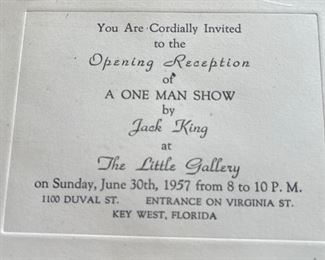 You Are Cordially Invited
to the
Opening Reception
of
A ONE MAN SHOW
by
Jack King
at
The Little Gallery
on Sunday, June 30th, 1957 from 8 to 10 P. M.
1100 DUVAL ST. ENTRANCE ON VIRGINIA ST.
KEY WEST, FLORIDA